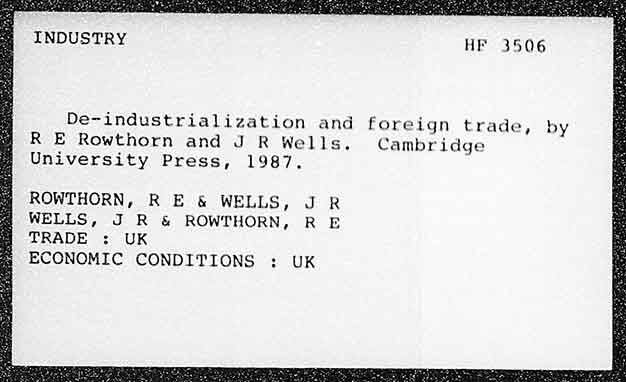 INDUSTRY HF 3506
De-industrialization and foreign trade, by
R E Rowthorn and J R Wells. Cambridge
University Press, 1987.
ROWTHORN, R E & WELLS, J R
WELLS, J R & ROWTHORN, R E
TRADE : UK
ECONOMIC CONDITIONS : UK